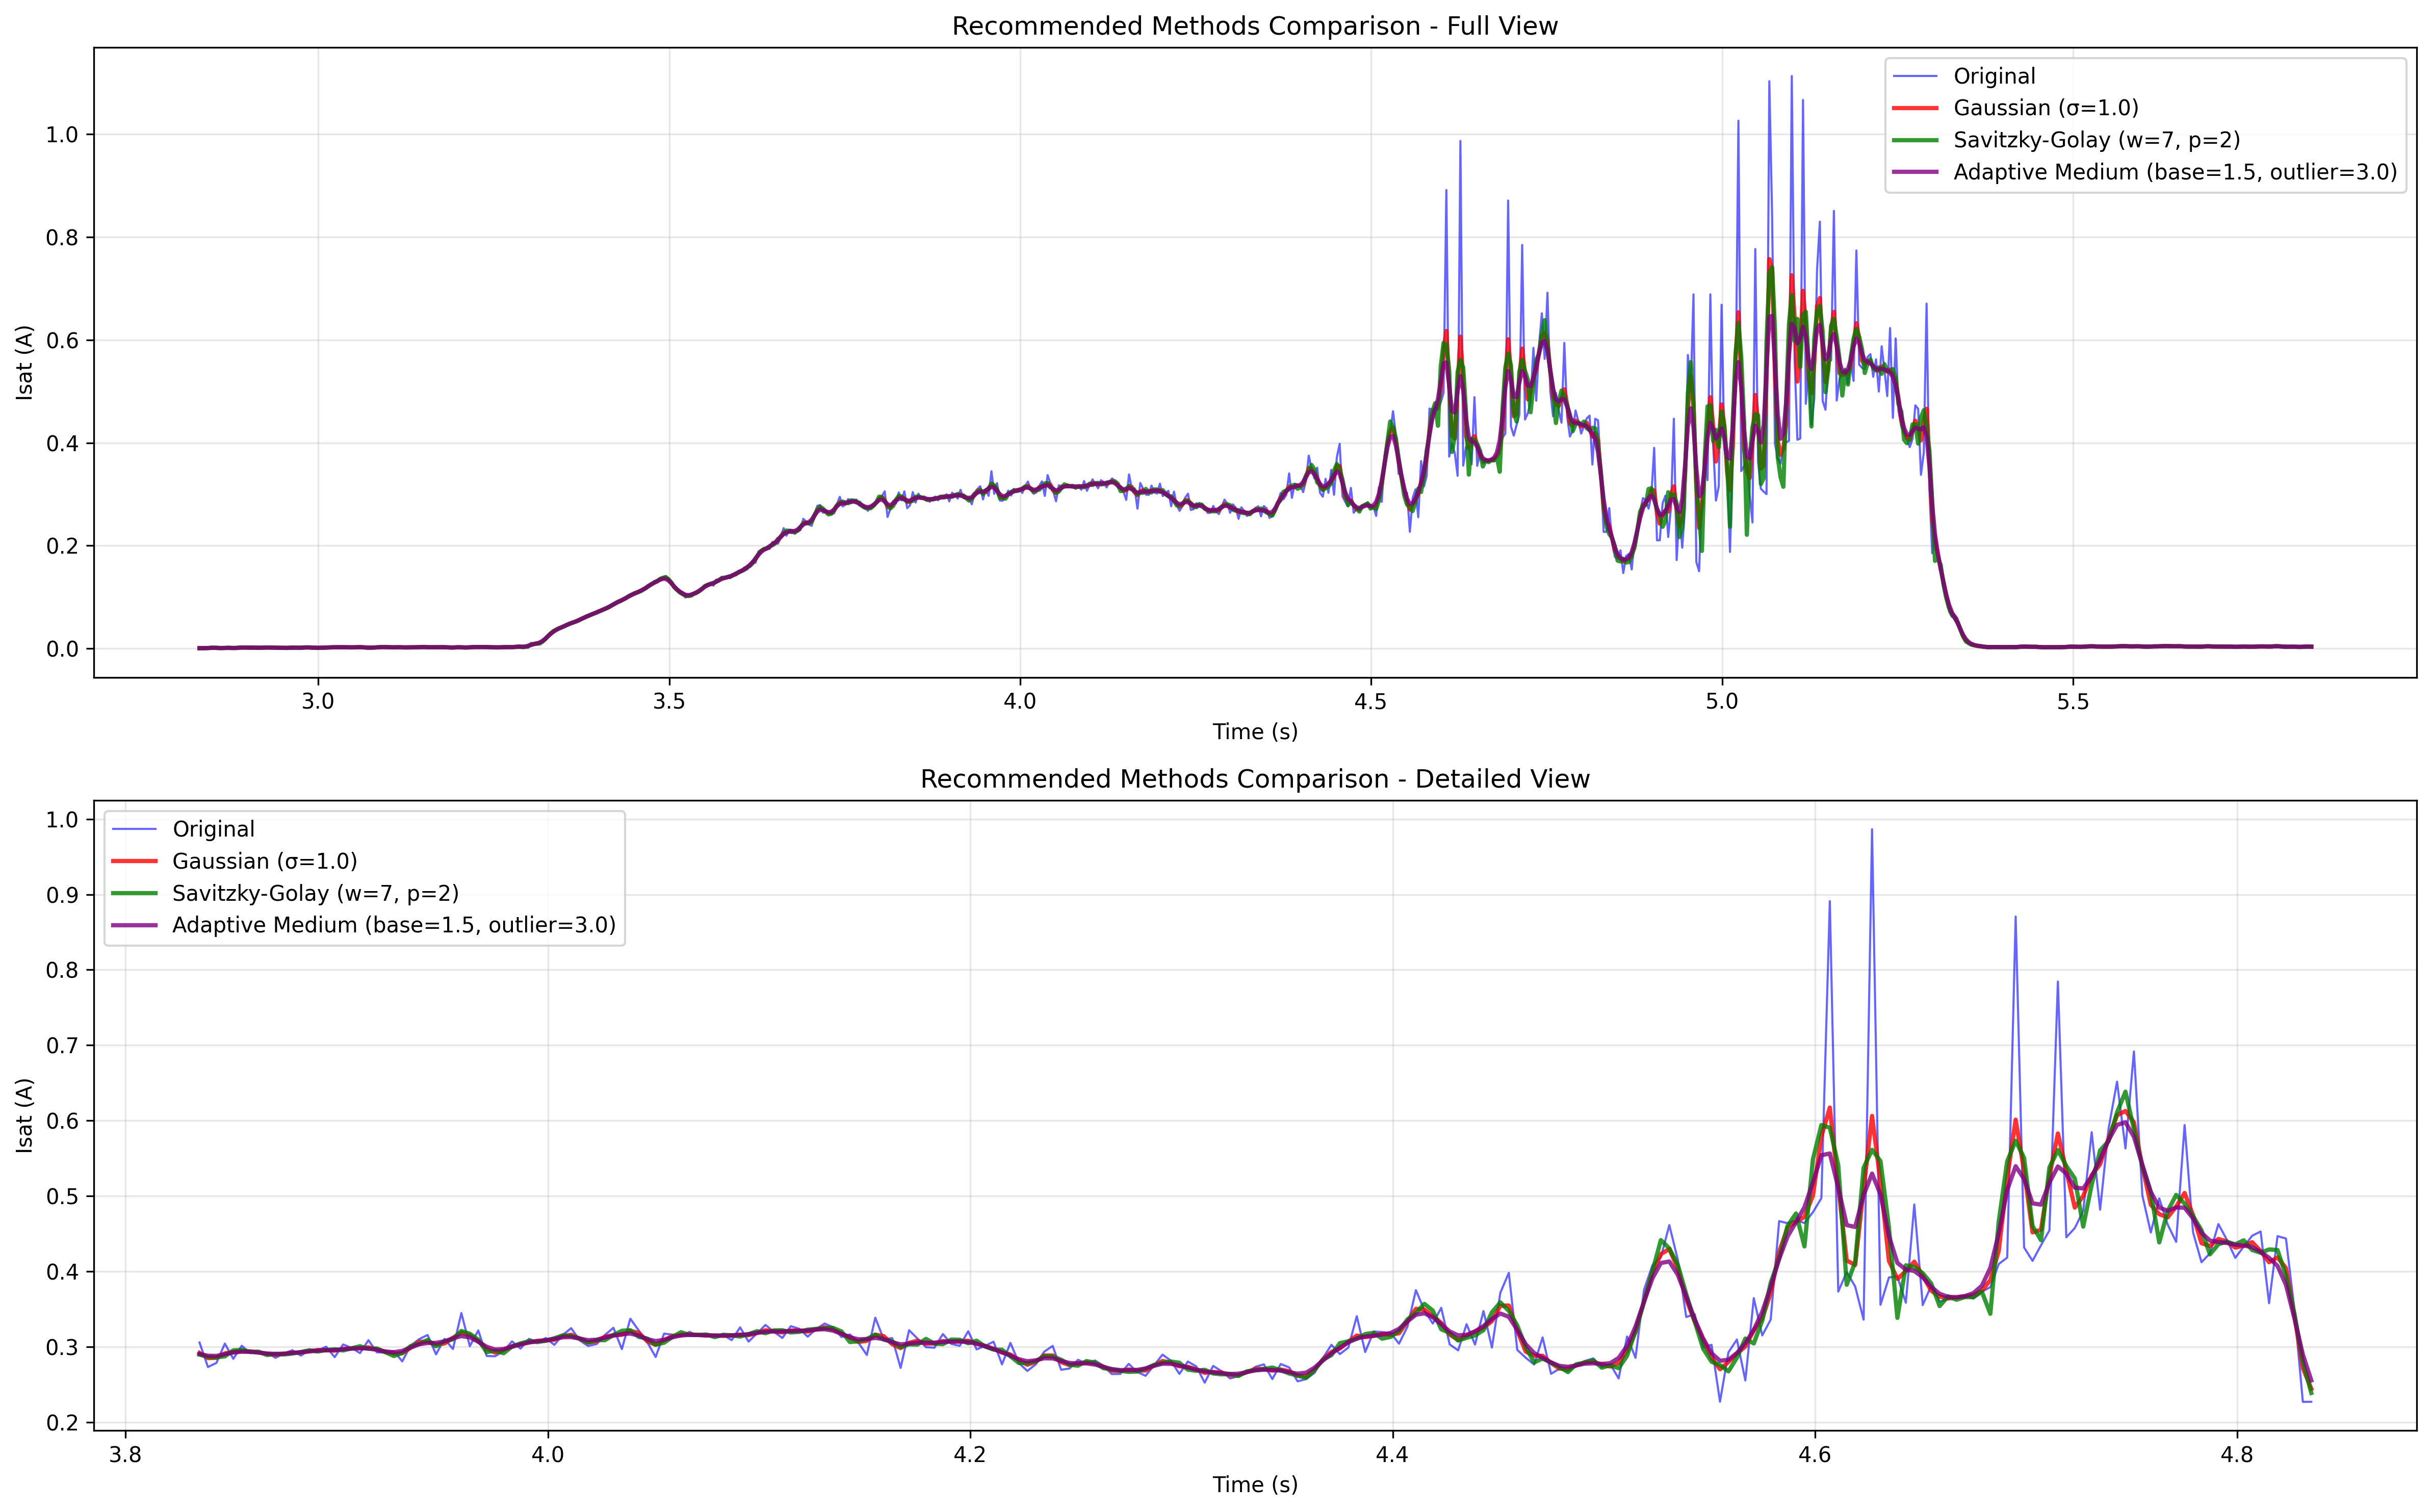 Recommended Methods Comparison - Full View
Original
Gaussian (σ=1.0)
Savitzky-Golay (w=7, p=2)
Adaptive Medium (base=1.5, outlier=3.0)
Isat (A)
1.0
0.8
0.6
0.4
0.2
0.0
3.0 3.5 4.0 4.5 5.0 5.5
Time (s)
Recommended Methods Comparison - Detailed View
Original
Gaussian (σ=1.0)
Savitzky-Golay (w=7, p=2)
Adaptive Medium (base=1.5, outlier=3.0)
Isat (A)
1.0
0.9
0.8
0.7
0.6
0.5
0.4
0.3
0.2
3.8 4.0 4.2 4.4 4.6 4.8
Time (s)